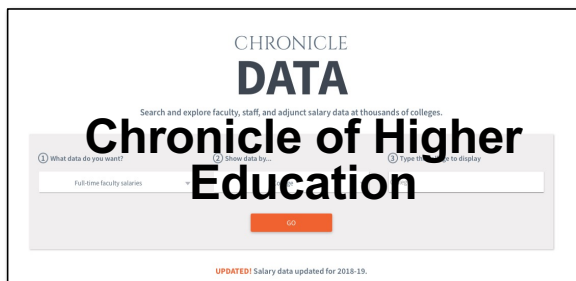 CHRONICLE
DATA
Search and explore faculty, staff, and adjunct salary data at thousands of colleges.
Chronicle of Higher
Education
① What data do you want?
② Show data by...
③ Type the to display
Full-time faculty salaries
GO
UPDATED! Salary data updated for 2018-19.